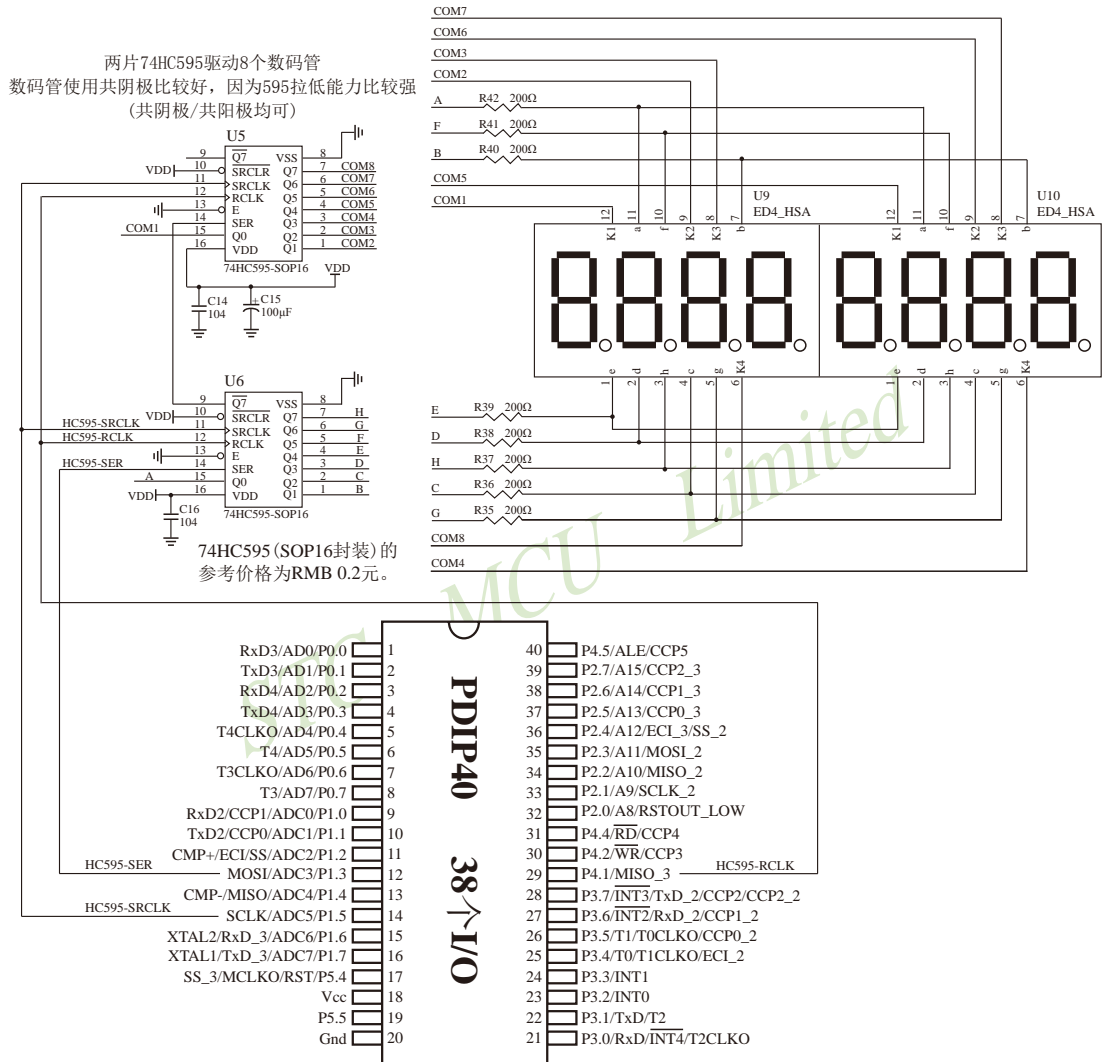 两片74HC595驱动8个数码管
数码管使用共阴极比较好，因为595拉低能力比较强
(共阴极/共阳极均可)
COM7
COM6
COM3
COM2
A R42 200Ω
F R41 200Ω
B R40 200Ω
COM5
COM1
U9
ED4_HSA
U10
ED4_HSA
12 11 10 9 8 7
K1 a f K2 K3 b
12 11 10 9 8 7
K1 a f K2 K3 b
e d h c g K4
1 2 3 4 5 6
e d h c g K4
1 2 3 4 5 6
U5
9 Q7 VSS 8
VDD 10 SRCLR Q7 7 COM8
11 SRCLK Q6 6 COM7
12 RCLK Q5 5 COM6
13 E Q4 4 COM5
14 SER Q3 3 COM4
COM1 15 Q0 Q2 2 COM3
16 VDD Q1 1 COM2
74HC595-SOP16
VDD
C14
104
+ C15
100μF
U6
9 Q7 VSS 8
VDD 10 SRCLR Q7 7 H
HC595-SRCLK 11 SRCLK Q6 6 G
HC595-RCLK 12 RCLK Q5 5 F
13 E Q4 4 E
HC595-SER 14 SER Q3 3 D
A 15 Q0 Q2 2 C
VDD 16 VDD Q1 1 B
74HC595-SOP16
C16
104
E R39 200Ω
D R38 200Ω
H R37 200Ω
C R36 200Ω
G R35 200Ω
COM8
COM4
74HC595(SOP16封装)的
参考价格为RMB 0.2元。
STC MCU Limited
PDIP40 38个I/O
RxD3/AD0/P0.0 1
TxD3/AD1/P0.1 2
RxD4/AD2/P0.2 3
TxD4/AD3/P0.3 4
T4CLKO/AD4/P0.4 5
T4/AD5/P0.5 6
T3CLKO/AD6/P0.6 7
T3/AD7/P0.7 8
RxD2/CCP1/ADC0/P1.0 9
TxD2/CCP0/ADC1/P1.1 10
CMP+/ECI/SS/ADC2/P1.2 11
HC595-SER MOSI/ADC3/P1.3 12
CMP-/MISO/ADC4/P1.4 13
HC595-SRCLK SCLK/ADC5/P1.5 14
XTAL2/RxD_3/ADC6/P1.6 15
XTAL1/TxD_3/ADC7/P1.7 16
SS_3/MCLKO/RST/P5.4 17
Vcc 18
P5.5 19
Gnd 20
40 P4.5/ALE/CCP5
39 P2.7/A15/CCP2_3
38 P2.6/A14/CCP1_3
37 P2.5/A13/CCP0_3
36 P2.4/A12/ECI_3/SS_2
35 P2.3/A11/MOSI_2
34 P2.2/A10/MISO_2
33 P2.1/A9/SCLK_2
32 P2.0/A8/RSTOUT_LOW
31 P4.4/RD/CCP4
30 P4.2/WR/CCP3
29 P4.1/MISO_3 HC595-RCLK
28 P3.7/INT3/TxD_2/CCP2/CCP2_2
27 P3.6/INT2/RxD_2/CCP1_2
26 P3.5/T1/T0CLKO/CCP0_2
25 P3.4/T0/T1CLKO/ECI_2
24 P3.3/INT1
23 P3.2/INT0
22 P3.1/TxD/T2
21 P3.0/RxD/INT4/T2CLKO